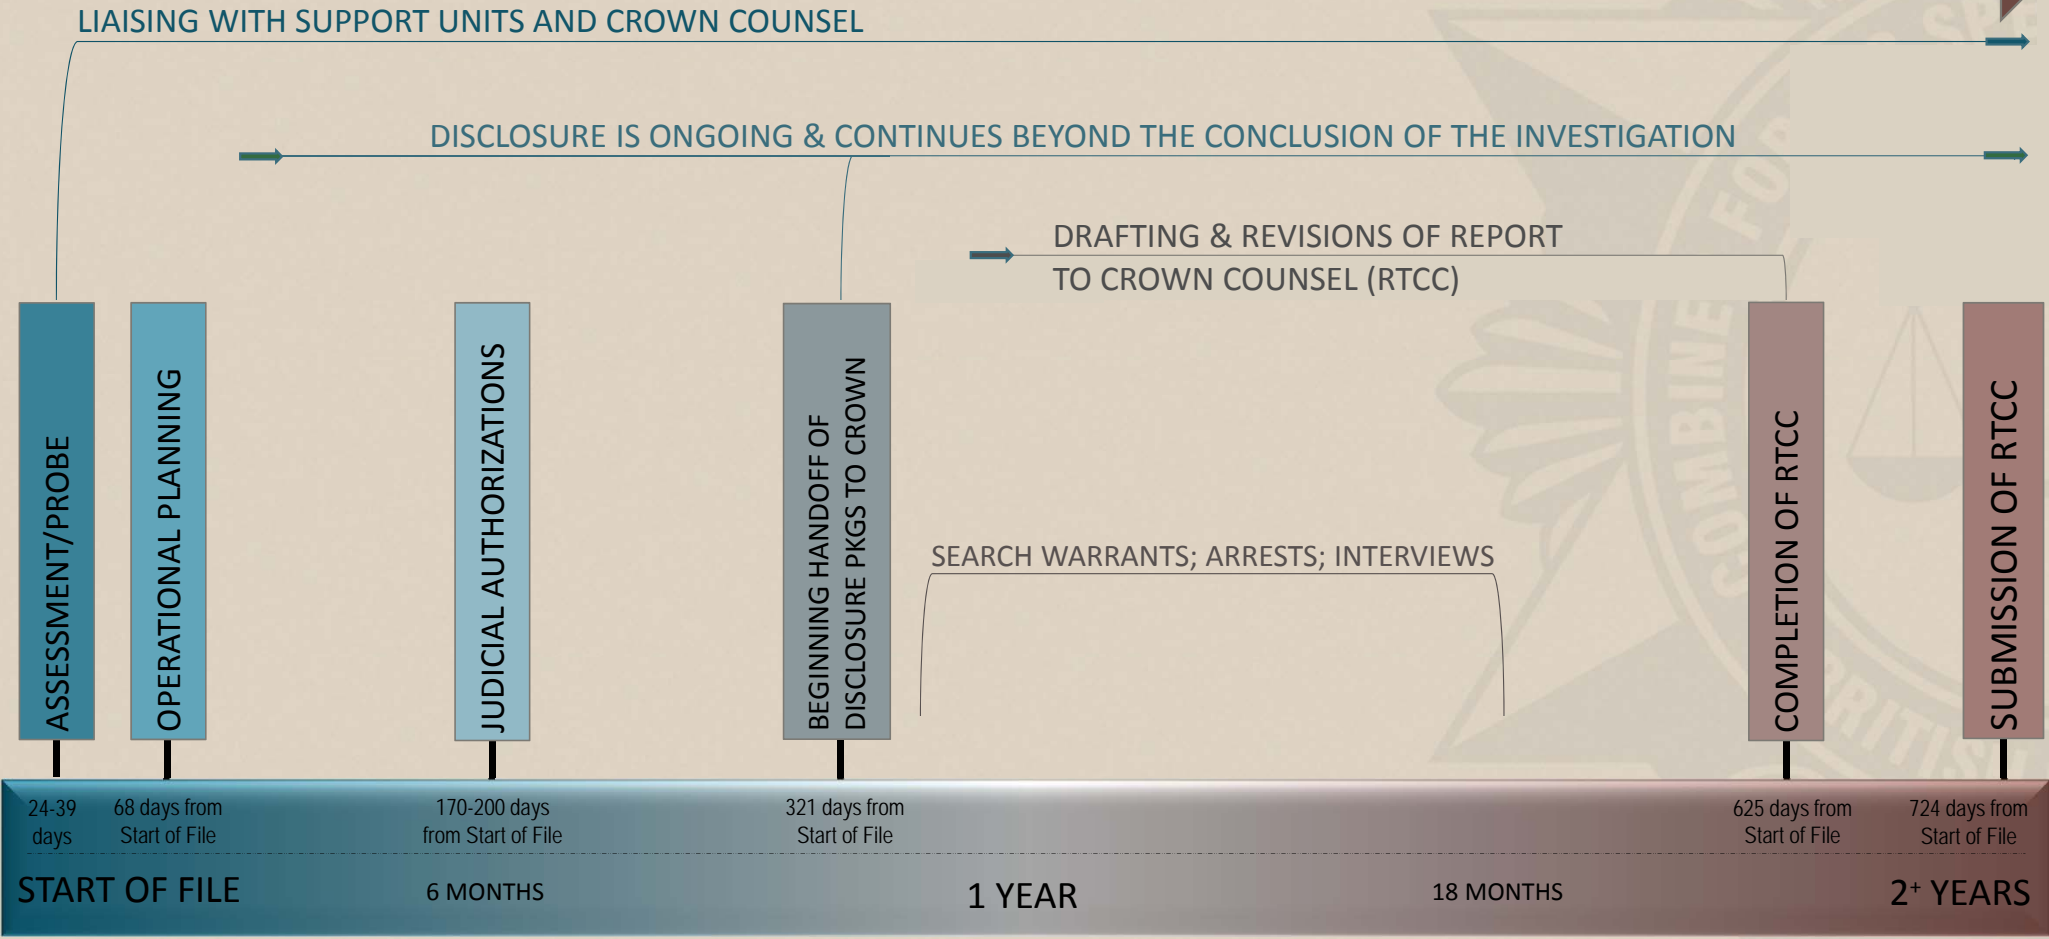 LIAISING WITH SUPPORT UNITS AND CROWN COUNSEL
DISCLOSURE IS ONGOING & CONTINUES BEYOND THE CONCLUSION OF THE INVESTIGATION
DRAFTING & REVISIONS OF REPORT
TO CROWN COUNSEL (RTCC)
SEARCH WARRANTS; ARRESTS; INTERVIEWS
ASSESSMENT/PROBE
OPERATIONAL PLANNING
JUDICIAL AUTHORIZATIONS
BEGINNING HANDOFF OF
DISCLOSURE PKGS TO CROWN
COMPLETION OF RTCC
SUBMISSION OF RTCC
24-39
days
68 days from
Start of File
170-200 days
from Start of File
321 days from
Start of File
625 days from
Start of File
724 days from
Start of File
START OF FILE
6 MONTHS
1 YEAR
18 MONTHS
2⁺ YEARS